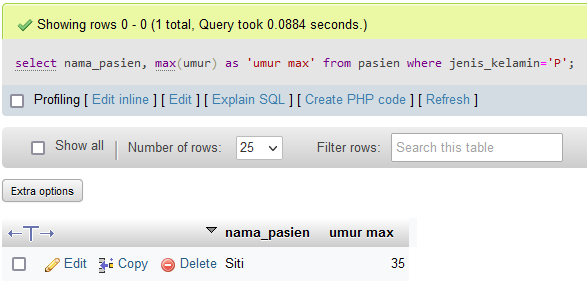 Showing rows 0 - 0 (1 total, Query took 0.0884 seconds.)
select nama_pasien, max(umur) as 'umur max' from pasien where jenis_kelamin='P';
Profiling [ Edit inline ] [ Edit ] [ Explain SQL ] [ Create PHP code ] [ Refresh ]
Show all Number of rows: 25 Filter rows: Search this table
Extra options
←T→ nama_pasien umur max
Edit Copy Delete Siti 35